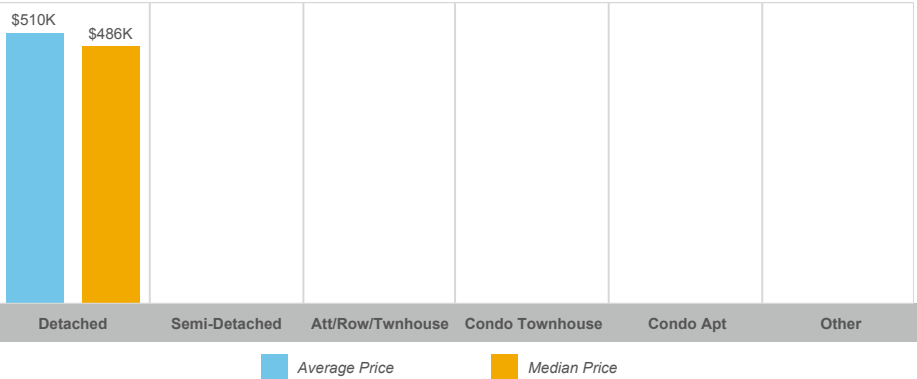 $510K
$486K
Detached Semi-Detached Att/Row/Twnhouse Condo Townhouse Condo Apt Other
Average Price Median Price